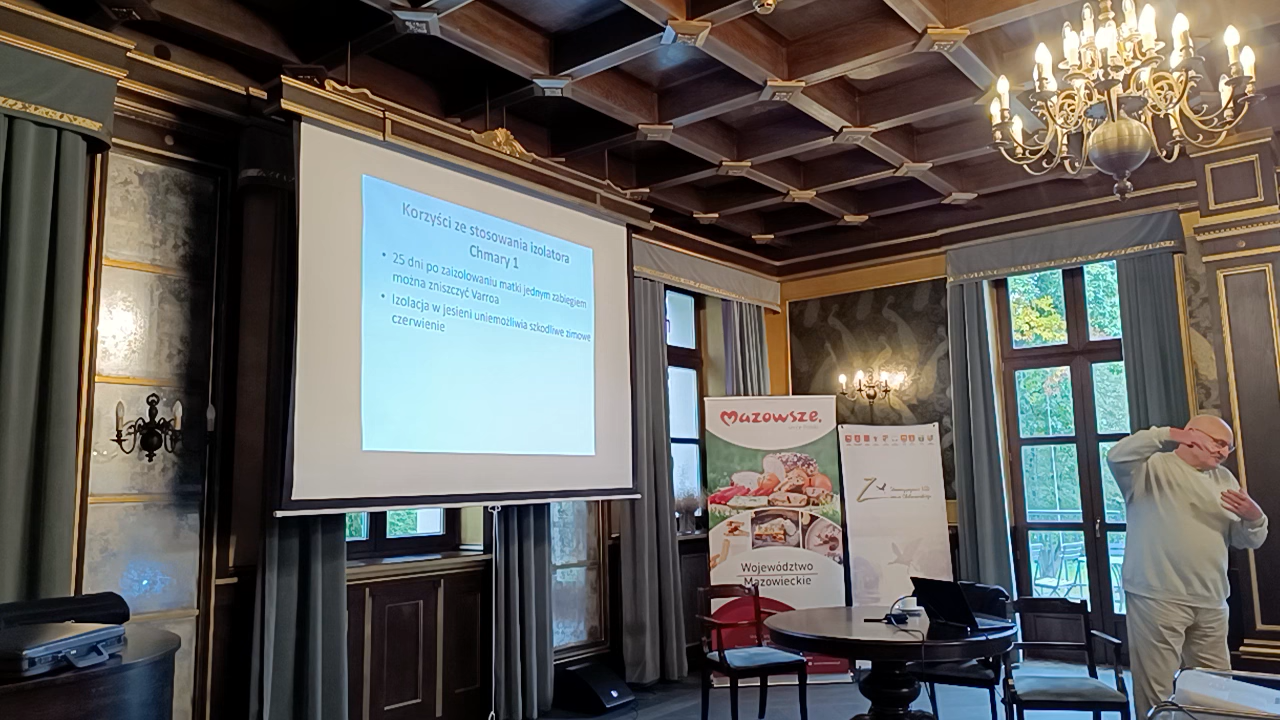 Korzyści ze stosowania izolatora
Chmary 1
• 25 dni po zaizolowaniu matki jednym zabiegiem
można zniszczyć Varroa
• Izolacja w jesieni uniemożliwia szkodliwe zimowe
czerwienie
Mazowsze.
Województwo
Mazowieckie